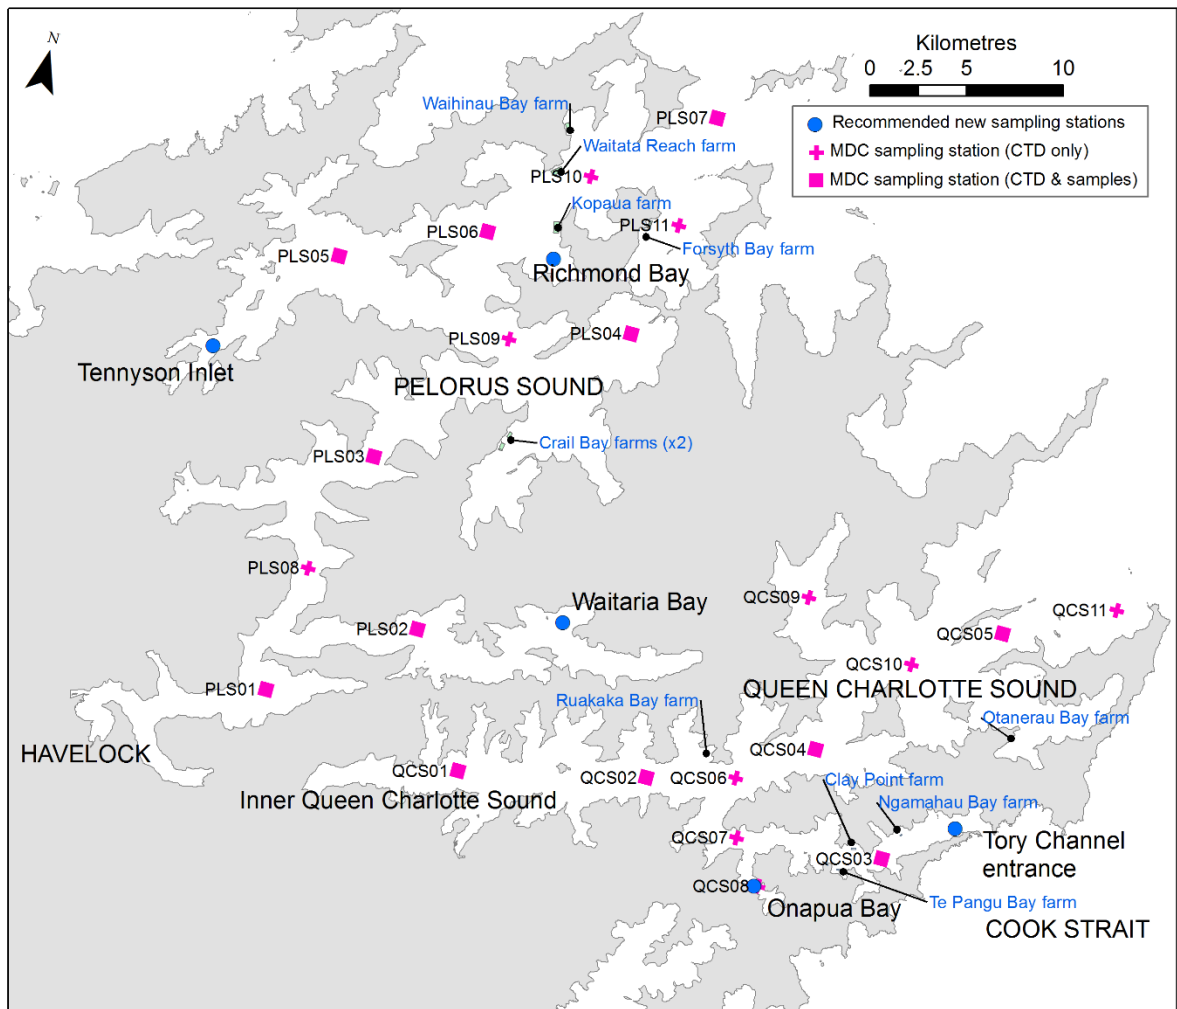 N
Kilometres
0 2.5 5 10
Recommended new sampling stations
MDC sampling station (CTD only)
MDC sampling station (CTD & samples)
Waihinau Bay farm
PLS07
Waitata Reach farm
PLS10
Kopaua farm
PLS11
PLS06
Forsyth Bay farm
PLS05
Richmond Bay
PLS09
PLS04
Tennyson Inlet
PELORUS SOUND
Crail Bay farms (x2)
PLS03
PLS08
QCS09
Waitaria Bay
QCS11
PLS02
QCS05
QCS10
PLS01
QUEEN CHARLOTTE SOUND
Ruakaka Bay farm
Otanerau Bay farm
HAVELOCK
QCS04
QCS01
QCS02
QCS06
Clay Point farm
Inner Queen Charlotte Sound
Ngamahau Bay farm
QCS07
Tory Channel
entrance
QCS03
QCS08
Onapua Bay
Te Pangu Bay farm
COOK STRAIT